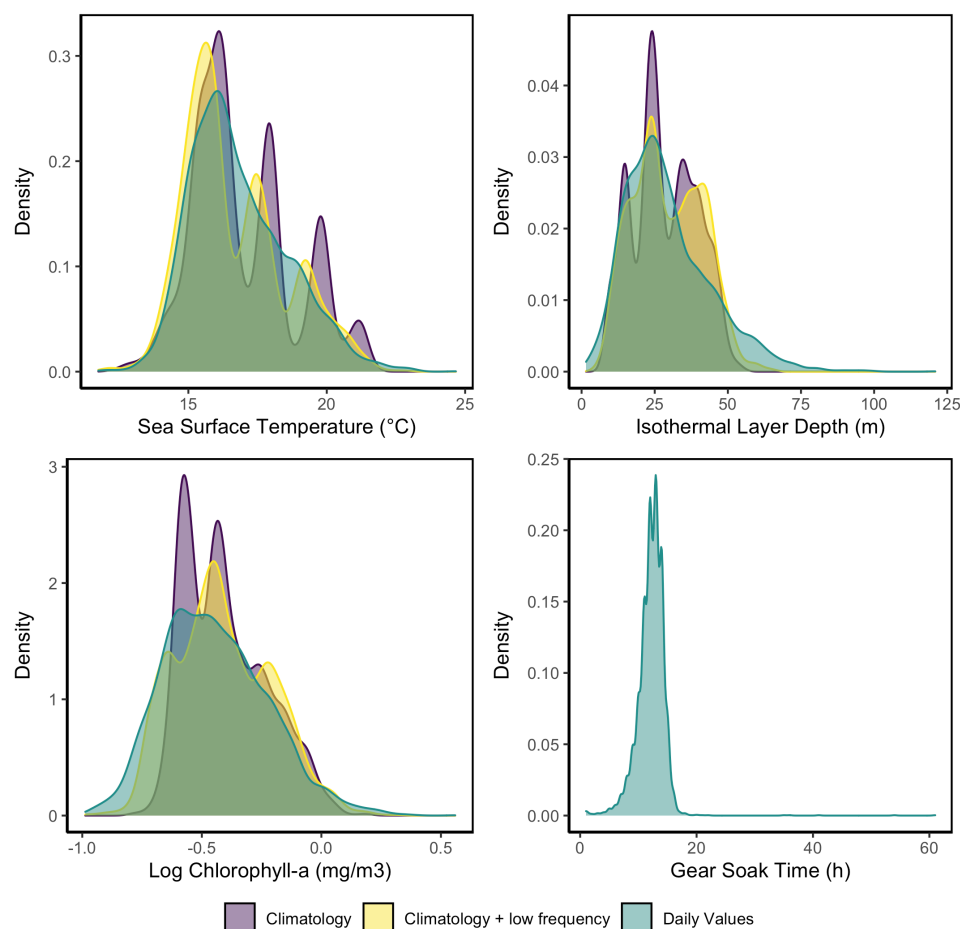 Density
0.3
0.2
0.1
0.0
15 20 25
Sea Surface Temperature (°C)
Density
0.04
0.03
0.02
0.01
0.00
0 25 50 75 100 125
Isothermal Layer Depth (m)
Density
3
2
1
0
-1.0 -0.5 0.0 0.5
Log Chlorophyll-a (mg/m3)
Density
0.25
0.20
0.15
0.10
0.05
0.00
0 20 40 60
Gear Soak Time (h)
Climatology Climatology + low frequency Daily Values